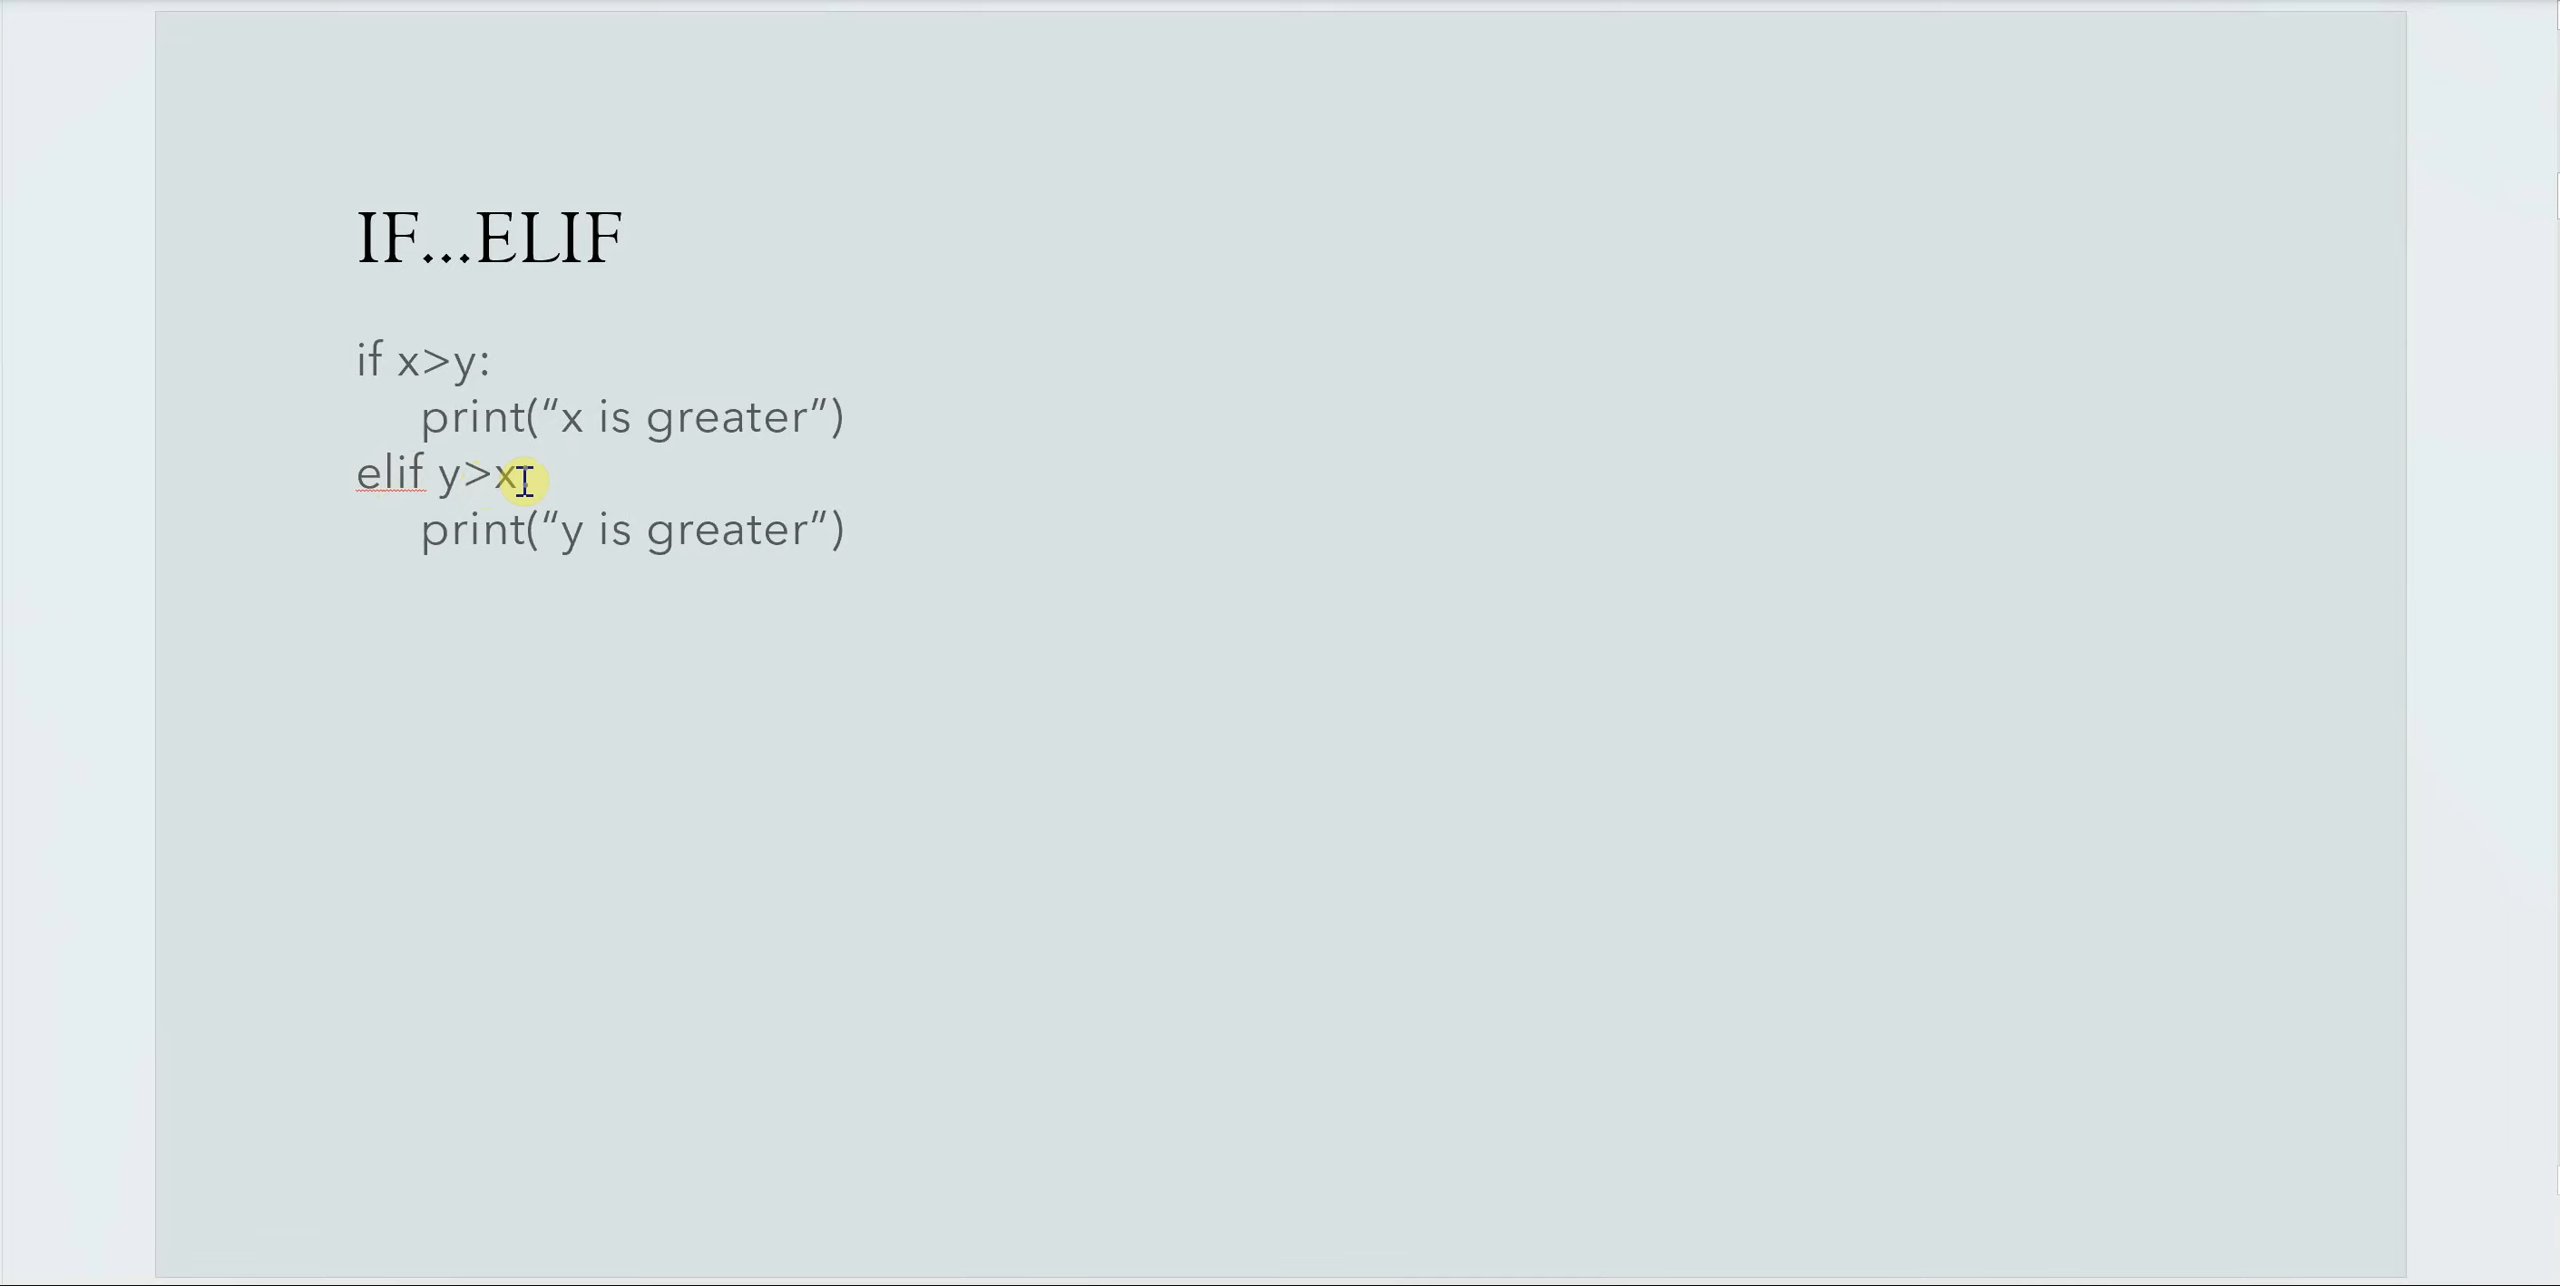 IF...ELIF
if x>y:
print(“x is greater”)
elif y>x
print(“y is greater”)